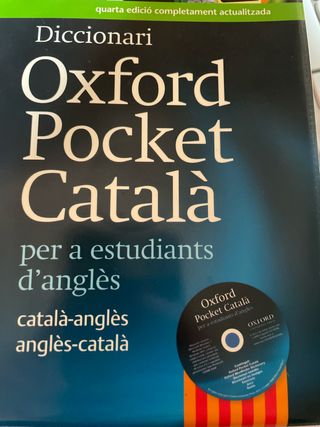 quarta edició completament actualitzada
Diccionari
Oxford
Pocket
Català
per a estudiants
d'anglès
català-anglès
anglès-català
Oxford
Pocket Català
per a estudiants d'anglès
OXFORD